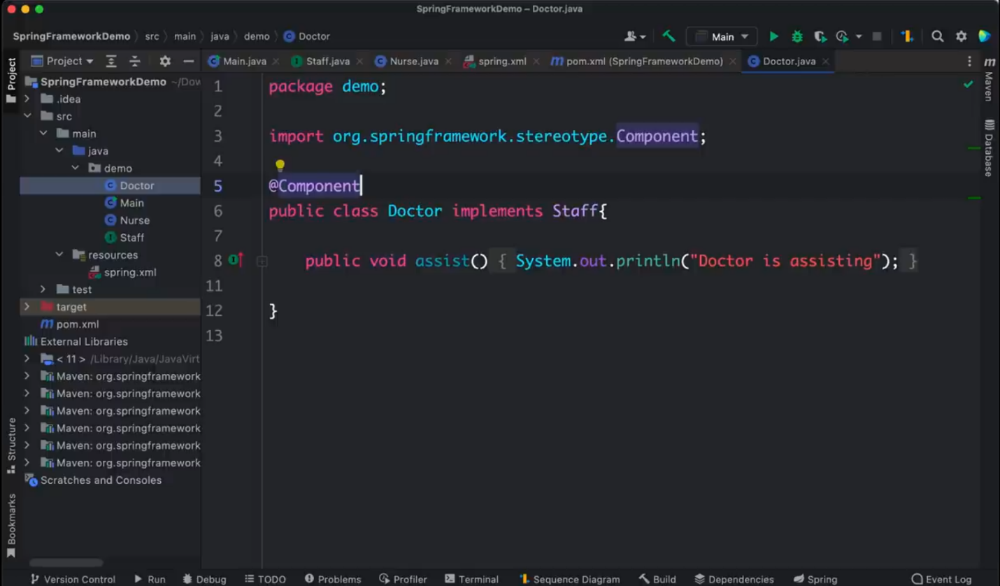 SpringFrameworkDemo – Doctor.java
SpringFrameworkDemo src main java demo Doctor
Main
Project
Main.java Staff.java Nurse.java spring.xml pom.xml (SpringFrameworkDemo) Doctor.java
Project
Structure
Bookmarks
SpringFrameworkDemo ~/Dow
.idea
src
main
java
demo
Doctor
Main
Nurse
Staff
resources
spring.xml
test
target
pom.xml
External Libraries
< 11 > /Library/Java/JavaVirt
Maven: org.springframework
Maven: org.springframework
Maven: org.springframework
Maven: org.springframework
Maven: org.springframework
Maven: org.springframework
Scratches and Consoles
1 package demo;
2
3 import org.springframework.stereotype.Component;
4
5 @Component
6 public class Doctor implements Staff{
7
8 public void assist() { System.out.println("Doctor is assisting"); }
11
12 }
13
Maven
Database
Version Control Run Debug TODO Problems Profiler Terminal Sequence Diagram Build Dependencies Spring Event Log